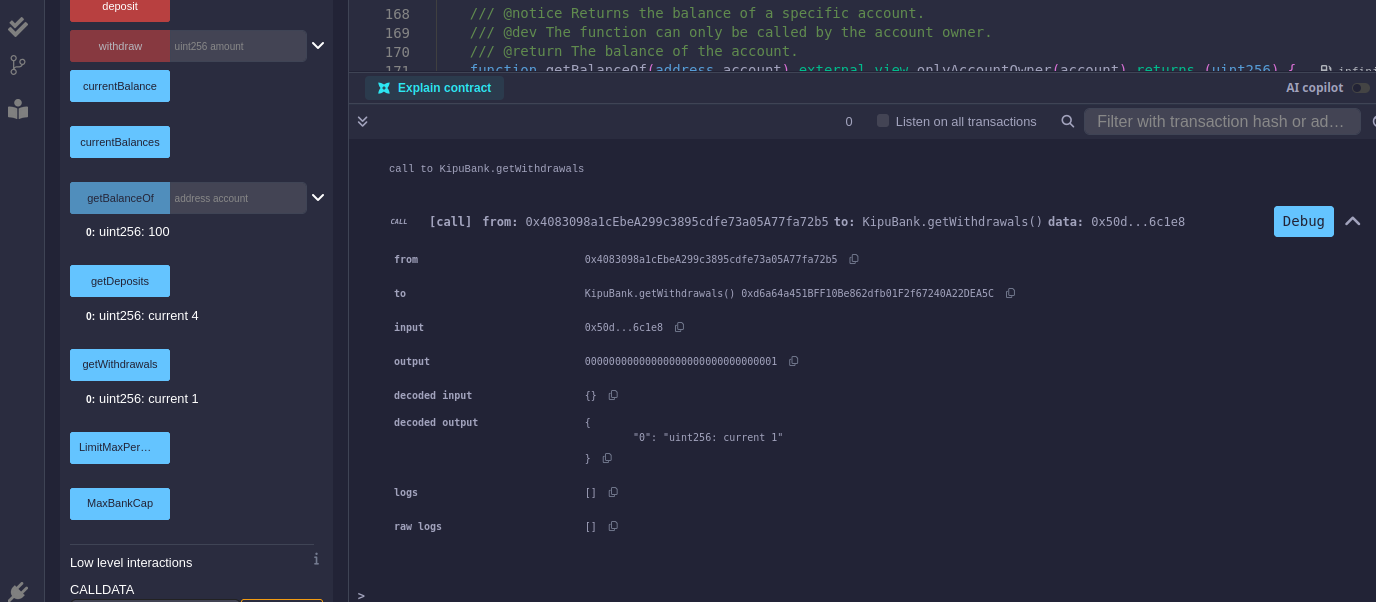 deposit
withdraw
uint256 amount
currentBalance
currentBalances
getBalanceOf
address account
0: uint256: 100
getDeposits
0: uint256: current 4
getWithdrawals
0: uint256: current 1
LimitMaxPer…
MaxBankCap
Low level interactions
i
CALLDATA
168 /// @notice Returns the balance of a specific account.
169 /// @dev The function can only be called by the account owner.
170 /// @return The balance of the account.
171 function getBalanceOf(address account) external view onlyAccountOwner(account) returns (uint256) {
Explain contract
AI copilot
0
Listen on all transactions
Filter with transaction hash or ad…
call to KipuBank.getWithdrawals
CALL [call] from: 0x4083098a1cEbeA299c3895cdfe73a05A77fa72b5 to: KipuBank.getWithdrawals() data: 0x50d...6c1e8
Debug
from 0x4083098a1cEbeA299c3895cdfe73a05A77fa72b5
to KipuBank.getWithdrawals() 0xd6a64a451BFF10Be862dfb01F2f67240A22DEA5C
input 0x50d...6c1e8
output 00000000000000000000000000000001
decoded input {}
decoded output {
"0": "uint256: current 1"
}
logs []
raw logs []
>